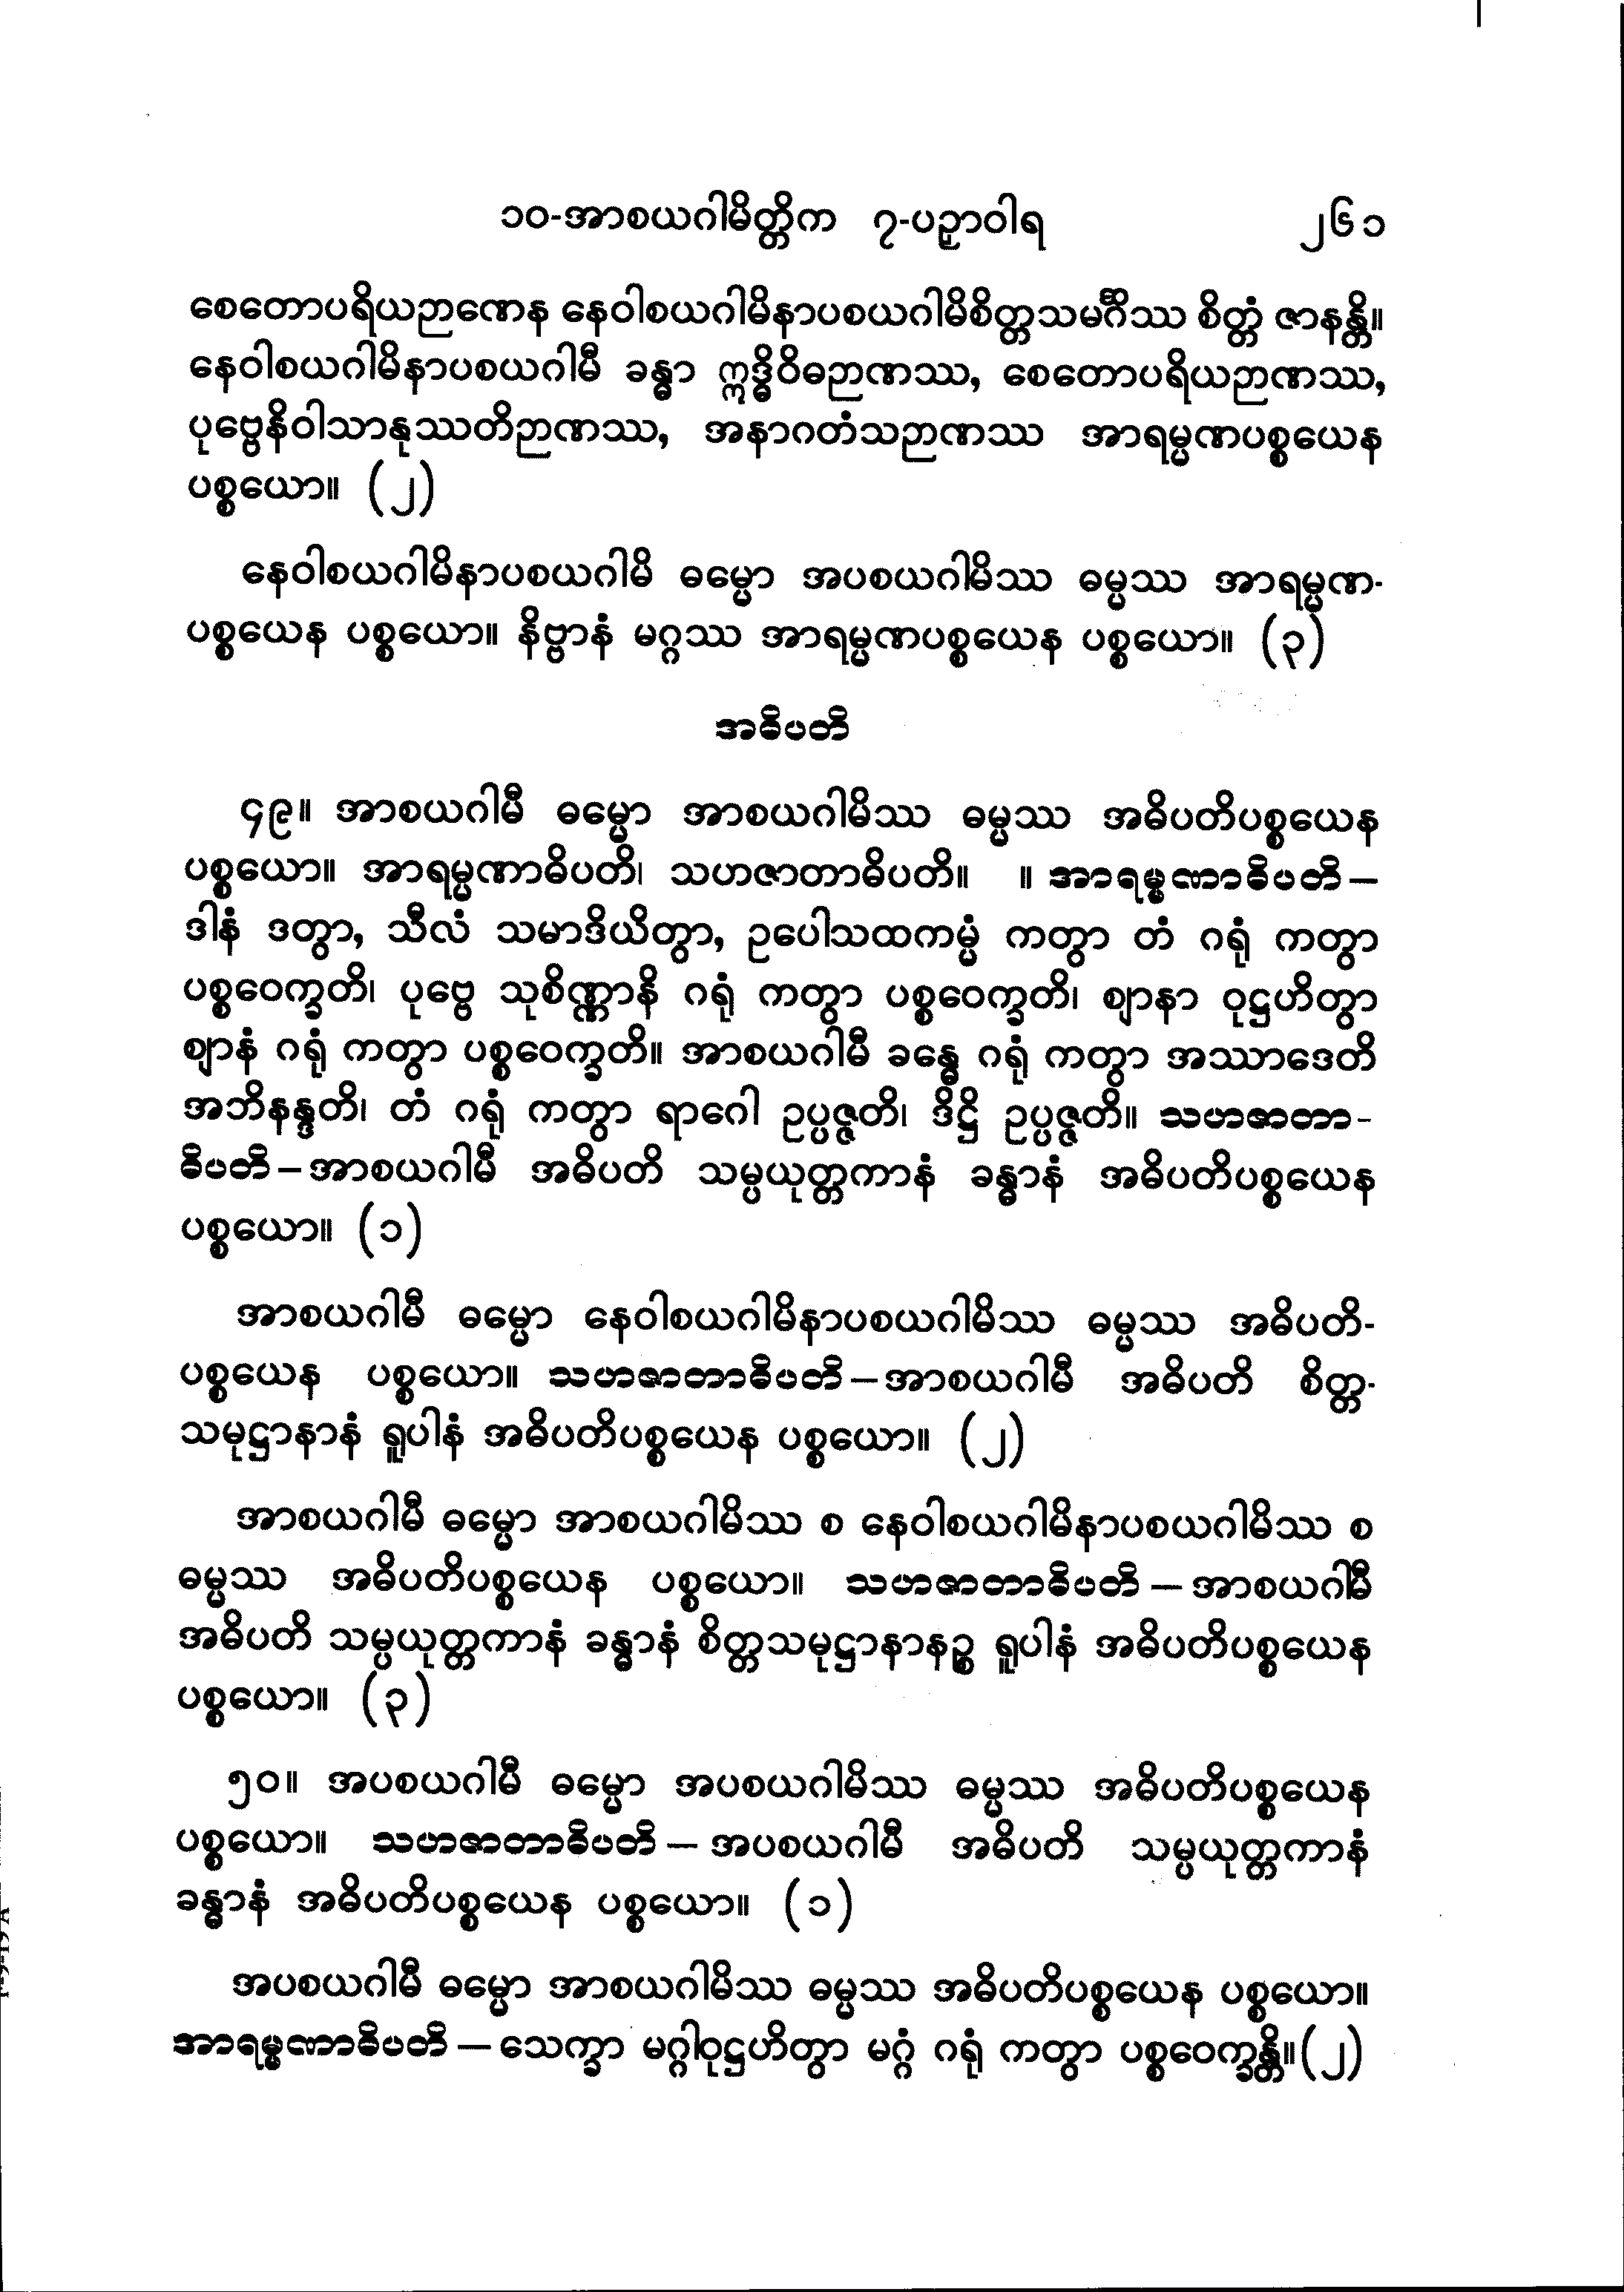 ၁၀-အာစယဂါမိတ္တိက ၇-ပဉှာဝါရ ၂၆၁
စေတောပရိယဉာဏေန နေဝါစယဂါမိနာပစယဂါမိစိတ္တသမင်္ဂိဿ စိတ္တံ ဇာနန္တိ။
နေဝါစယဂါမိနာပစယဂါမီ ခန္ဓာ ဣဒ္ဓိဝိဓဉာဏဿ, စေတောပရိယဉာဏဿ,
ပုဗ္ဗေနိဝါသာနုဿတိဉာဏဿ, အနာဂတံသဉာဏဿ အာရမ္မဏပစ္စယေန
ပစ္စယော။ (၂)
နေဝါစယဂါမိနာပစယဂါမိ ဓမ္မော အပစယဂါမိဿ ဓမ္မဿ အာရမ္မဏ-
ပစ္စယေန ပစ္စယော။ နိဗ္ဗာနံ မဂ္ဂဿ အာရမ္မဏပစ္စယေန ပစ္စယော။ (၃)
အဓိပတိ
၄၉။ အာစယဂါမီ ဓမ္မော အာစယဂါမိဿ ဓမ္မဿ အဓိပတိပစ္စယေန
ပစ္စယော။ အာရမ္မဏာဓိပတိ၊ သဟဇာတာဓိပတိ။ ။ အာရမ္မဏာဓိပတိ –
ဒါနံ ဒတွာ, သီလံ သမာဒိယိတွာ, ဥပေါသထကမ္မံ ကတွာ တံ ဂရုံ ကတွာ
ပစ္စဝေက္ခတိ၊ ပုဗ္ဗေ သုစိဏ္ဏာနိ ဂရုံ ကတွာ ပစ္စဝေက္ခတိ၊ ဈာနာ ဝုဋ္ဌဟိတွာ
ဈာနံ ဂရုံ ကတွာ ပစ္စဝေက္ခတိ။ အာစယဂါမီ ခန္ဓေ ဂရုံ ကတွာ အဿာဒေတိ
အဘိနန္ဒတိ၊ တံ ဂရုံ ကတွာ ရာဂေါ ဥပ္ပဇ္ဇတိ၊ ဒိဋ္ဌိ ဥပ္ပဇ္ဇတိ။ သဟဇာတာ-
ဓိပတိ – အာစယဂါမီ အဓိပတိ သမ္ပယုတ္တကာနံ ခန္ဓာနံ အဓိပတိပစ္စယေန
ပစ္စယော။ (၁)
အာစယဂါမီ ဓမ္မော နေဝါစယဂါမိနာပစယဂါမိဿ ဓမ္မဿ အဓိပတိ-
ပစ္စယေန ပစ္စယော။ သဟဇာတာဓိပတိ – အာစယဂါမီ အဓိပတိ စိတ္တ-
သမုဋ္ဌာနာနံ ရူပါနံ အဓိပတိပစ္စယေန ပစ္စယော။ (၂)
အာစယဂါမီ ဓမ္မော အာစယဂါမိဿ စ နေဝါစယဂါမိနာပစယဂါမိဿ စ
ဓမ္မဿ အဓိပတိပစ္စယေန ပစ္စယော။ သဟဇာတာဓိပတိ – အာစယဂါမီ
အဓိပတိ သမ္ပယုတ္တကာနံ ခန္ဓာနံ စိတ္တသမုဋ္ဌာနာနဉ္စ ရူပါနံ အဓိပတိပစ္စယေန
ပစ္စယော။ (၃)
၅၀။ အပစယဂါမီ ဓမ္မော အပစယဂါမိဿ ဓမ္မဿ အဓိပတိပစ္စယေန
ပစ္စယော။ သဟဇာတာဓိပတိ – အပစယဂါမီ အဓိပတိ သမ္ပယုတ္တကာနံ
ခန္ဓာနံ အဓိပတိပစ္စယေန ပစ္စယော။ (၁)
အပစယဂါမီ ဓမ္မော အာစယဂါမိဿ ဓမ္မဿ အဓိပတိပစ္စယေန ပစ္စယော။
အာရမ္မဏာဓိပတိ – သေက္ခာ မဂ္ဂါဝုဋ္ဌဟိတွာ မဂ္ဂံ ဂရုံ ကတွာ ပစ္စဝေက္ခန္တိ။ (၂)